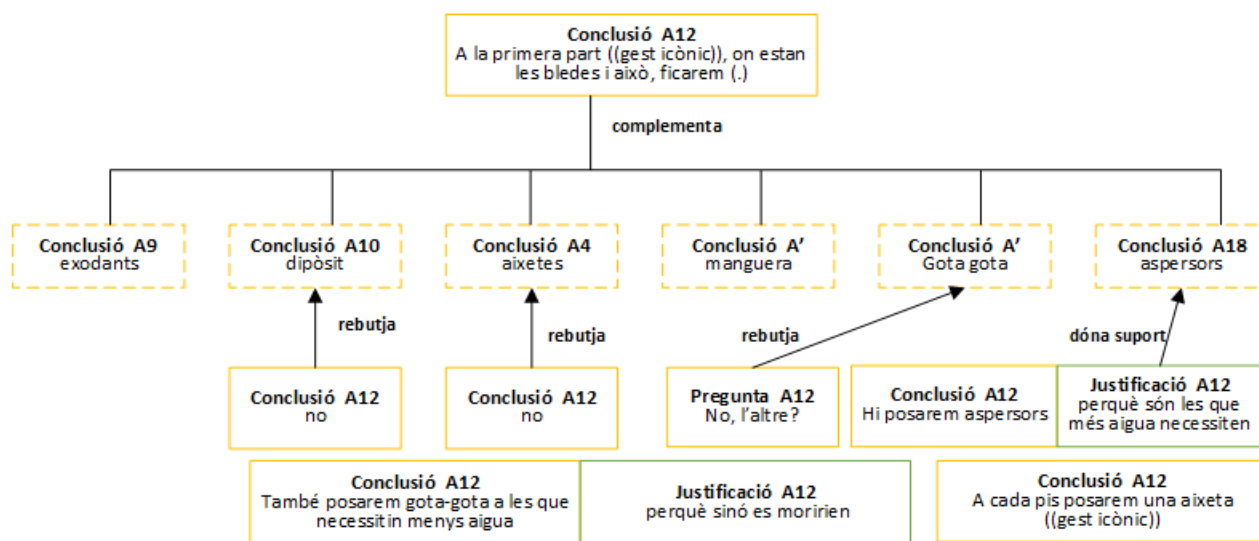 Conclusió A12
A la primera part ((gest icònic)), on estan
les bledes i això, ficarem (.)
complementa
Conclusió A9
exodants
Conclusió A10
dipòsit
Conclusió A4
aixetes
Conclusió A'
manguera
Conclusió A'
Gota gota
Conclusió A18
aspersors
rebutja
rebutja
rebutja
dóna suport
Conclusió A12
no
Conclusió A12
no
Pregunta A12
No, l'altre?
Conclusió A12
Hi posarem aspersors
Justificació A12
perquè són les que
més aigua necessiten
Conclusió A12
També posarem gota-gota a les que
necessitin menys aigua
Justificació A12
perquè sinó es moririen
Conclusió A12
A cada pis posarem una aixeta
((gest icònic))